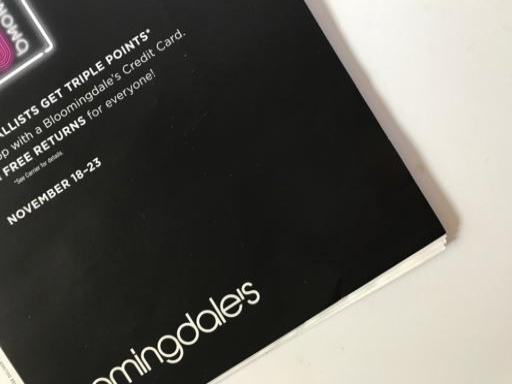 ALLISTS GET TRIPLE POINTS*
op with a Bloomingdale's Credit Card.
FREE RETURNS for everyone!
*See Carrier for details.
NOVEMBER 18–23
omingdale's